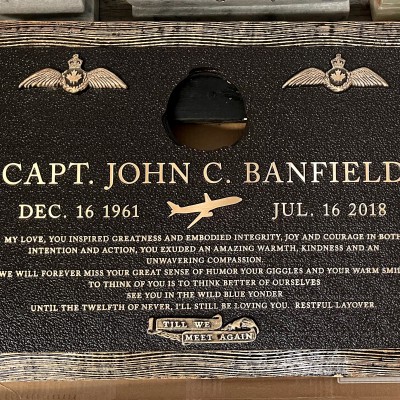 CAPT. JOHN C. BANFIELD
DEC. 16 1961 JUL. 16 2018
MY LOVE, YOU INSPIRED GREATNESS AND EMBODIED INTEGRITY, JOY AND COURAGE IN BOTH
INTENTION AND ACTION, YOU EXUDED AN AMAZING WARMTH, KINDNESS AND AN
UNWAVERING COMPASSION.
WE WILL FOREVER MISS YOUR GREAT SENSE OF HUMOR YOUR GIGGLES AND YOUR WARM SMILE
TO THINK OF YOU IS TO THINK BETTER OF OURSELVES
SEE YOU IN THE WILD BLUE YONDER
UNTIL THE TWELFTH OF NEVER, I'LL STILL BE LOVING YOU. RESTFUL LAYOVER.
TILL WE
MEET AGAIN